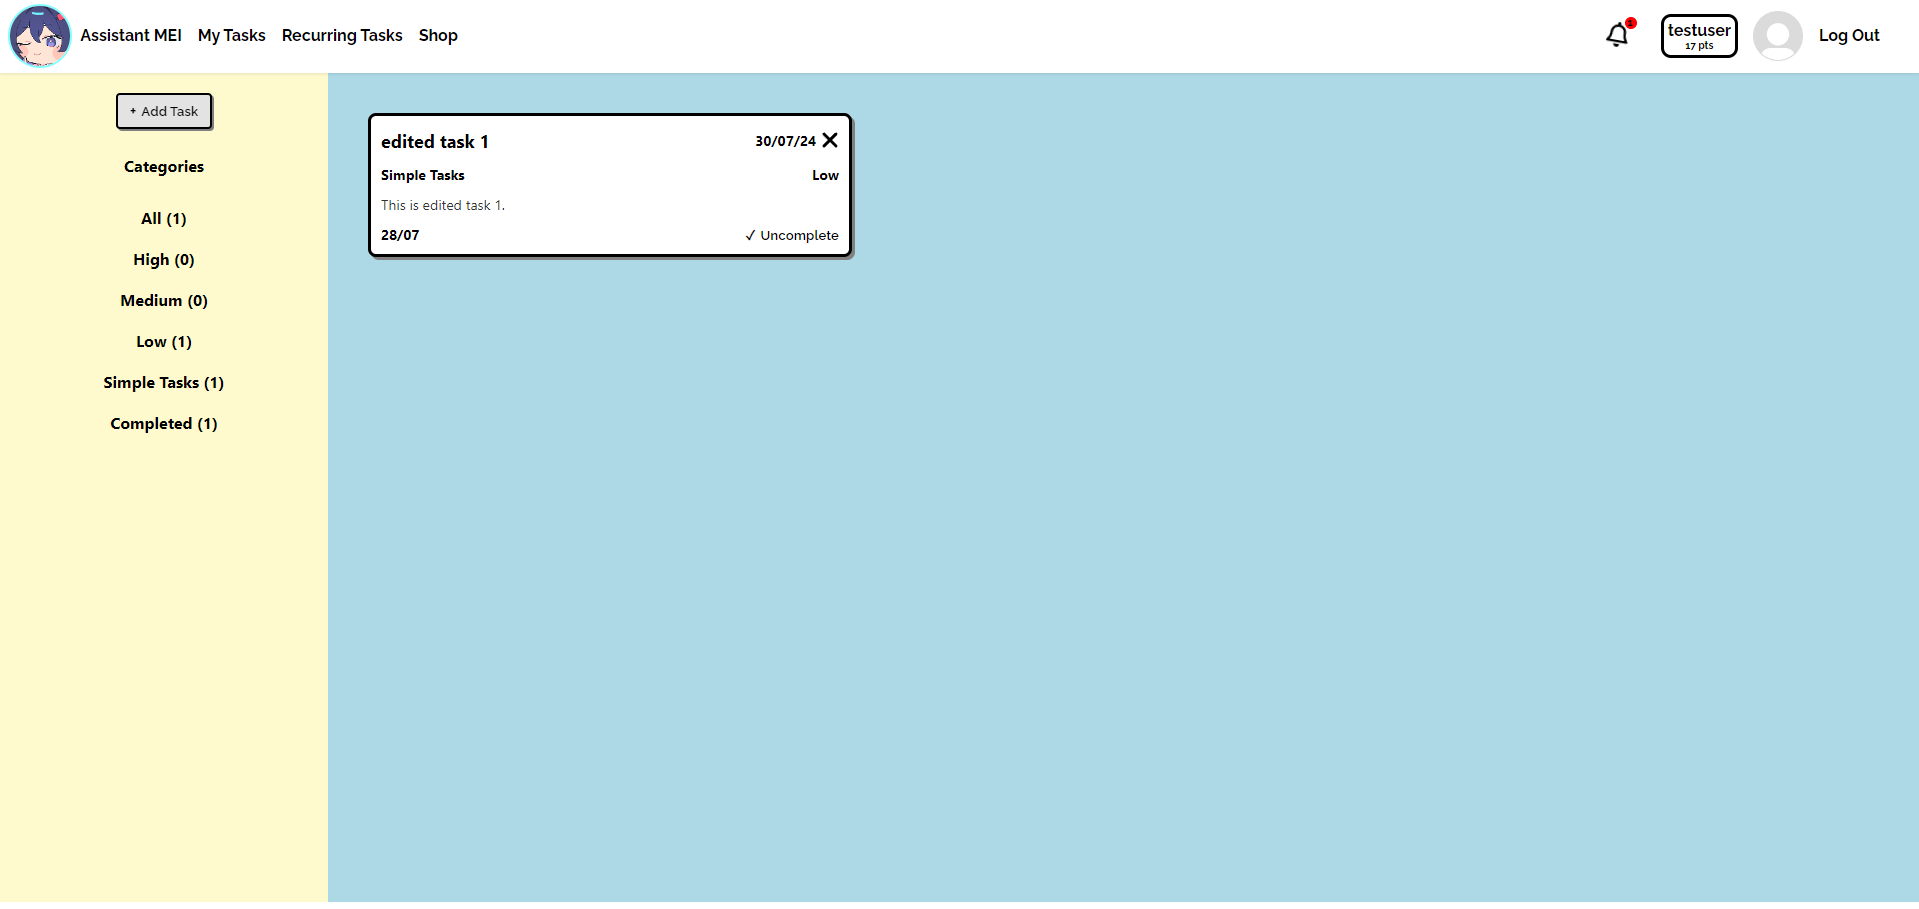 Assistant MEI My Tasks Recurring Tasks Shop 1 testuser Log Out
17 pts
+ Add Task
Categories
All (1)
High (0)
Medium (0)
Low (1)
Simple Tasks (1)
Completed (1)
edited task 1 30/07/24
Simple Tasks Low
This is edited task 1.
28/07 ✓ Uncomplete